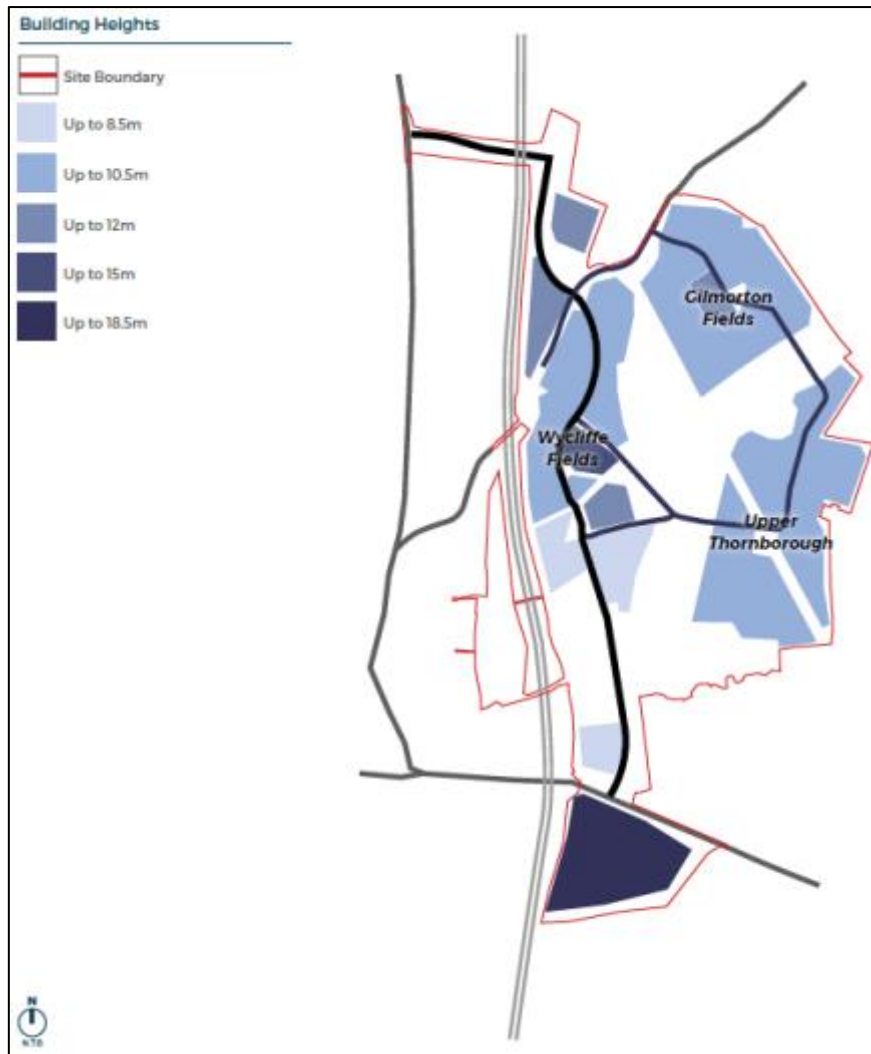 Building Heights
Site Boundary
Up to 8.5m
Up to 10.5m
Up to 12m
Up to 15m
Up to 18.5m
Gilmorton
Fields
Wycliffe
Fields
Upper
Thornborough
N